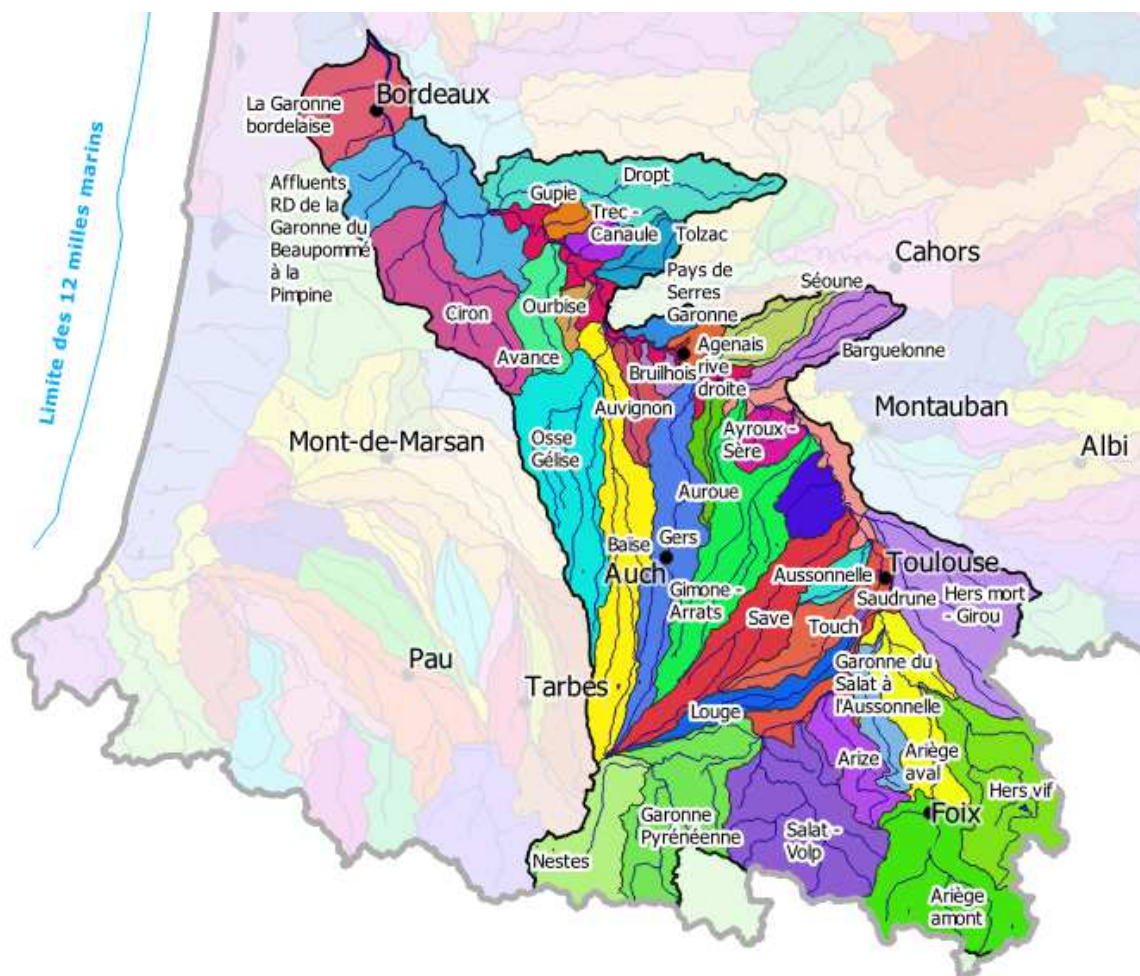 Bordeaux
La Garonne
bordelaise
Limite des 12 milles marins
Dropt
Affluents
RD de la
Garonne du
Beaupommé
à la
Pimpine
Gupie
Trec -
Canaule
Tolzac
Cahors
Pays de
Serres
Garonne
Séoune
Ciron
Ourbise
Avance
Agenais
rive
droite
Barguelonne
Bruilhois
Auvignon
Montauban
Mont-de-Marsan
Osse
Gélise
Ayroux -
Sère
Albi
Auroue
Baïse
Gers
Auch
Gimone -
Arrats
Aussonnelle
Toulouse
Saudrune
Hers mort
- Girou
Save
Touch
Pau
Tarbes
Garonne du
Salat à
l'Aussonnelle
Louge
Arize
Ariège
aval
Hers vif
Foix
Garonne
Pyrénéenne
Salat -
Volp
Nestes
Ariège
amont